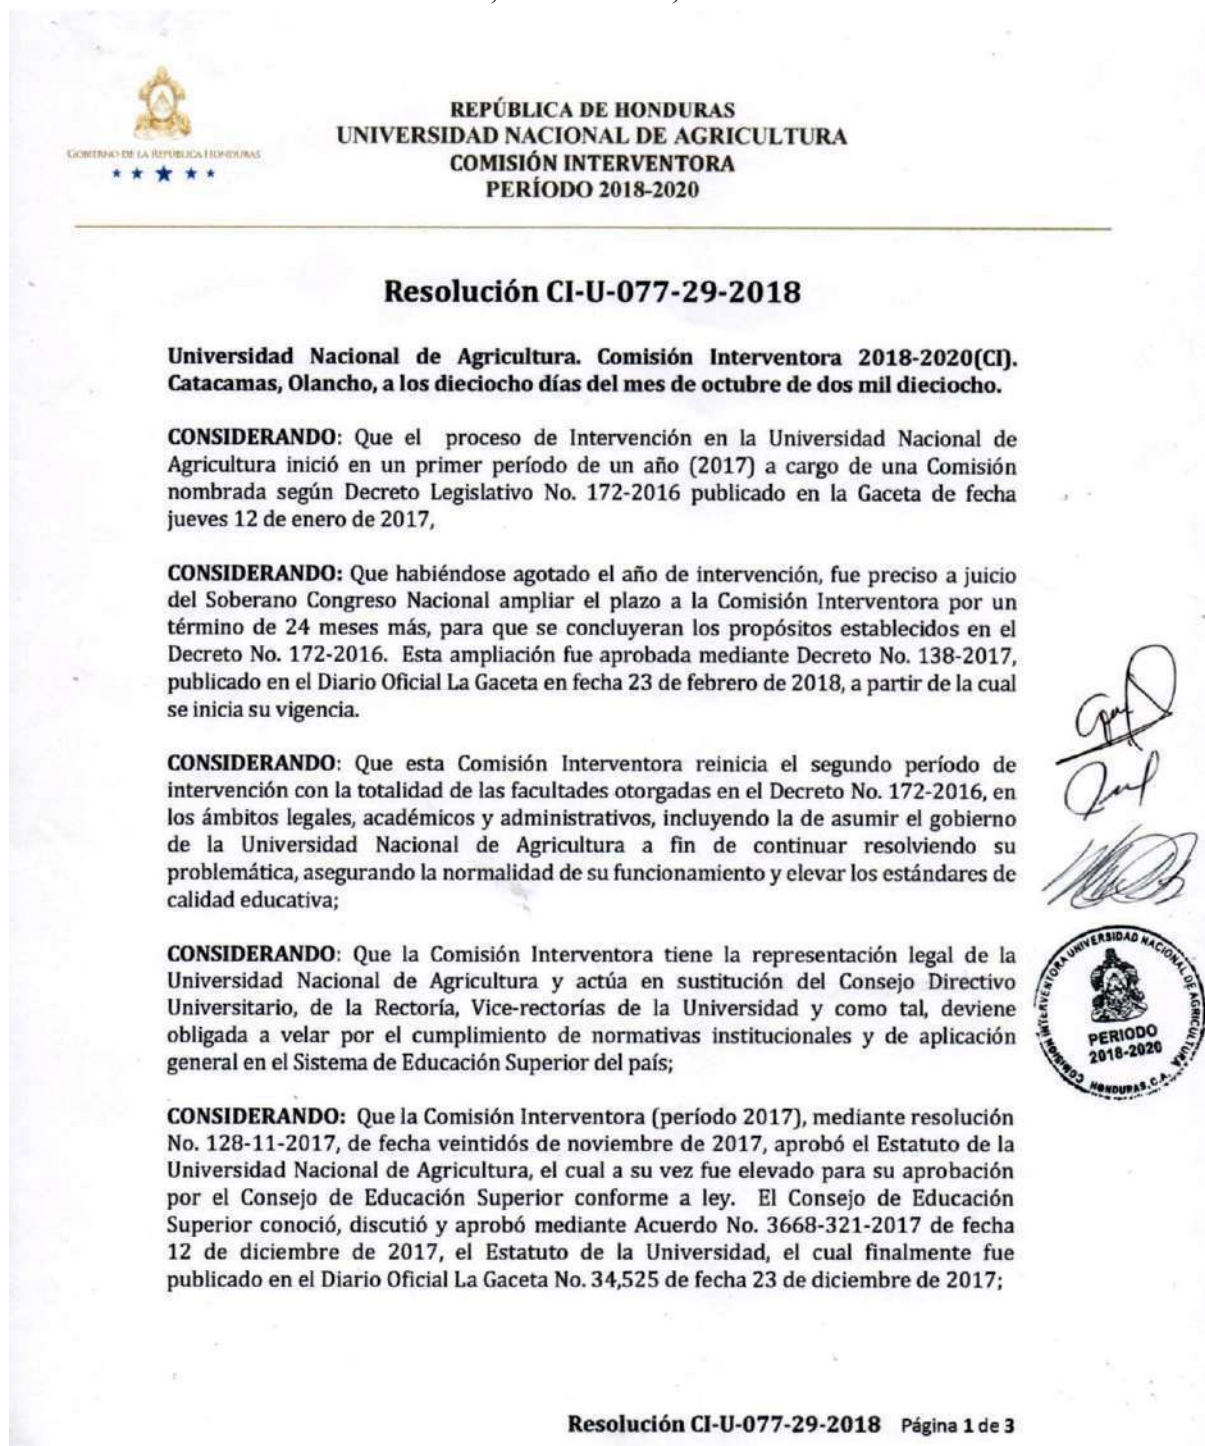 REPÚBLICA DE HONDURAS
UNIVERSIDAD NACIONAL DE AGRICULTURA
COMISIÓN INTERVENTORA
PERÍODO 2018-2020
GOBIERNO DE LA REPÚBLICA HONDURAS
Resolución CI-U-077-29-2018
Universidad Nacional de Agricultura. Comisión Interventora 2018-2020(CI).
Catacamas, Olancho, a los dieciocho días del mes de octubre de dos mil dieciocho.
CONSIDERANDO: Que el proceso de Intervención en la Universidad Nacional de
Agricultura inició en un primer período de un año (2017) a cargo de una Comisión
nombrada según Decreto Legislativo No. 172-2016 publicado en la Gaceta de fecha
jueves 12 de enero de 2017,
CONSIDERANDO: Que habiéndose agotado el año de intervención, fue preciso a juicio
del Soberano Congreso Nacional ampliar el plazo a la Comisión Interventora por un
término de 24 meses más, para que se concluyeran los propósitos establecidos en el
Decreto No. 172-2016. Esta ampliación fue aprobada mediante Decreto No. 138-2017,
publicado en el Diario Oficial La Gaceta en fecha 23 de febrero de 2018, a partir de la cual
se inicia su vigencia.
CONSIDERANDO: Que esta Comisión Interventora reinicia el segundo período de
intervención con la totalidad de las facultades otorgadas en el Decreto No. 172-2016, en
los ámbitos legales, académicos y administrativos, incluyendo la de asumir el gobierno
de la Universidad Nacional de Agricultura a fin de continuar resolviendo su
problemática, asegurando la normalidad de su funcionamiento y elevar los estándares de
calidad educativa;
CONSIDERANDO: Que la Comisión Interventora tiene la representación legal de la
Universidad Nacional de Agricultura y actúa en sustitución del Consejo Directivo
Universitario, de la Rectoría, Vice-rectorías de la Universidad y como tal, deviene
obligada a velar por el cumplimiento de normativas institucionales y de aplicación
general en el Sistema de Educación Superior del país;
COMISIÓN INTERVENTORA UNIVERSIDAD NACIONAL DE AGRICULTURA
PERIODO
2018-2020
HONDURAS, C.A.
CONSIDERANDO: Que la Comisión Interventora (período 2017), mediante resolución
No. 128-11-2017, de fecha veintidós de noviembre de 2017, aprobó el Estatuto de la
Universidad Nacional de Agricultura, el cual a su vez fue elevado para su aprobación
por el Consejo de Educación Superior conforme a ley. El Consejo de Educación
Superior conoció, discutió y aprobó mediante Acuerdo No. 3668-321-2017 de fecha
12 de diciembre de 2017, el Estatuto de la Universidad, el cual finalmente fue
publicado en el Diario Oficial La Gaceta No. 34,525 de fecha 23 de diciembre de 2017;
Resolución CI-U-077-29-2018 Página 1 de 3